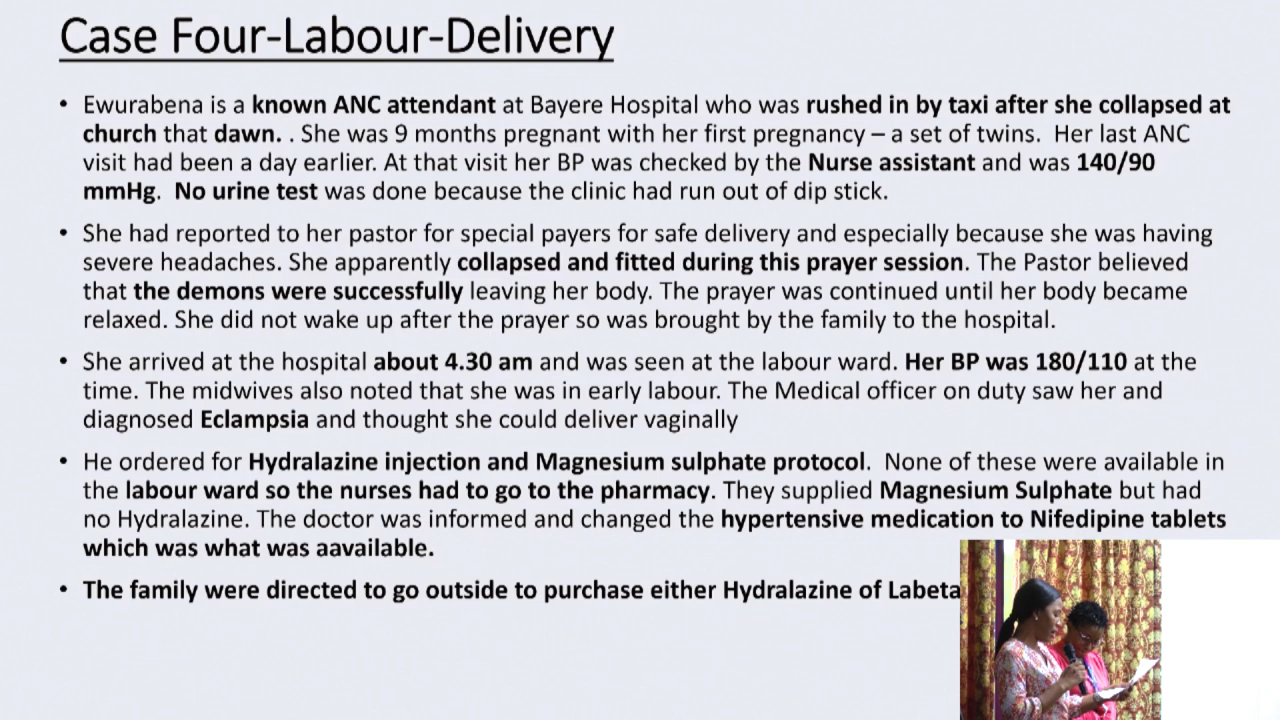 Case Four-Labour-Delivery
• Ewurabena is a known ANC attendant at Bayere Hospital who was rushed in by taxi after she collapsed at
church that dawn. . She was 9 months pregnant with her first pregnancy – a set of twins. Her last ANC
visit had been a day earlier. At that visit her BP was checked by the Nurse assistant and was 140/90
mmHg. No urine test was done because the clinic had run out of dip stick.
• She had reported to her pastor for special payers for safe delivery and especially because she was having
severe headaches. She apparently collapsed and fitted during this prayer session. The Pastor believed
that the demons were successfully leaving her body. The prayer was continued until her body became
relaxed. She did not wake up after the prayer so was brought by the family to the hospital.
• She arrived at the hospital about 4.30 am and was seen at the labour ward. Her BP was 180/110 at the
time. The midwives also noted that she was in early labour. The Medical officer on duty saw her and
diagnosed Eclampsia and thought she could deliver vaginally
• He ordered for Hydralazine injection and Magnesium sulphate protocol. None of these were available in
the labour ward so the nurses had to go to the pharmacy. They supplied Magnesium Sulphate but had
no Hydralazine. The doctor was informed and changed the hypertensive medication to Nifedipine tablets
which was what was aavailable.
• The family were directed to go outside to purchase either Hydralazine of Labeta